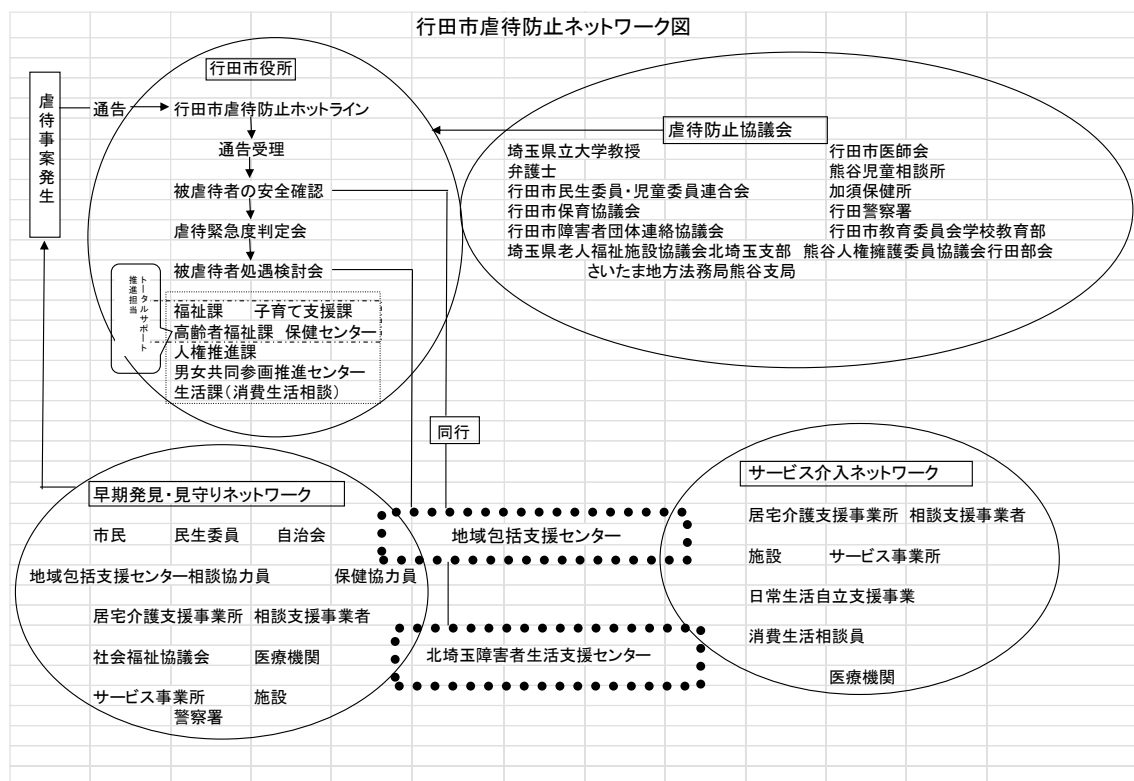 行田市虐待防止ネットワーク図
行田市役所
虐待事案発生
通告
行田市虐待防止ホットライン
通告受理
被虐待者の安全確認
虐待緊急度判定会
被虐待者処遇検討会
トータルサポート
推進担当
福祉課 子育て支援課
高齢者福祉課 保健センター
人権推進課
男女共同参画推進センター
生活課(消費生活相談)
虐待防止協議会
埼玉県立大学教授 行田市医師会
弁護士 熊谷児童相談所
行田市民生委員・児童委員連合会 加須保健所
行田市保育協議会 行田警察署
行田市障害者団体連絡協議会 行田市教育委員会学校教育部
埼玉県老人福祉施設協議会北埼玉支部 熊谷人権擁護委員協議会行田部会
さいたま地方法務局熊谷支局
同行
早期発見・見守りネットワーク
市民 民生委員 自治会
地域包括支援センター相談協力員 保健協力員
居宅介護支援事業所 相談支援事業者
社会福祉協議会 医療機関
サービス事業所 施設
警察署
地域包括支援センター
北埼玉障害者生活支援センター
サービス介入ネットワーク
居宅介護支援事業所 相談支援事業者
施設 サービス事業所
日常生活自立支援事業
消費生活相談員
医療機関